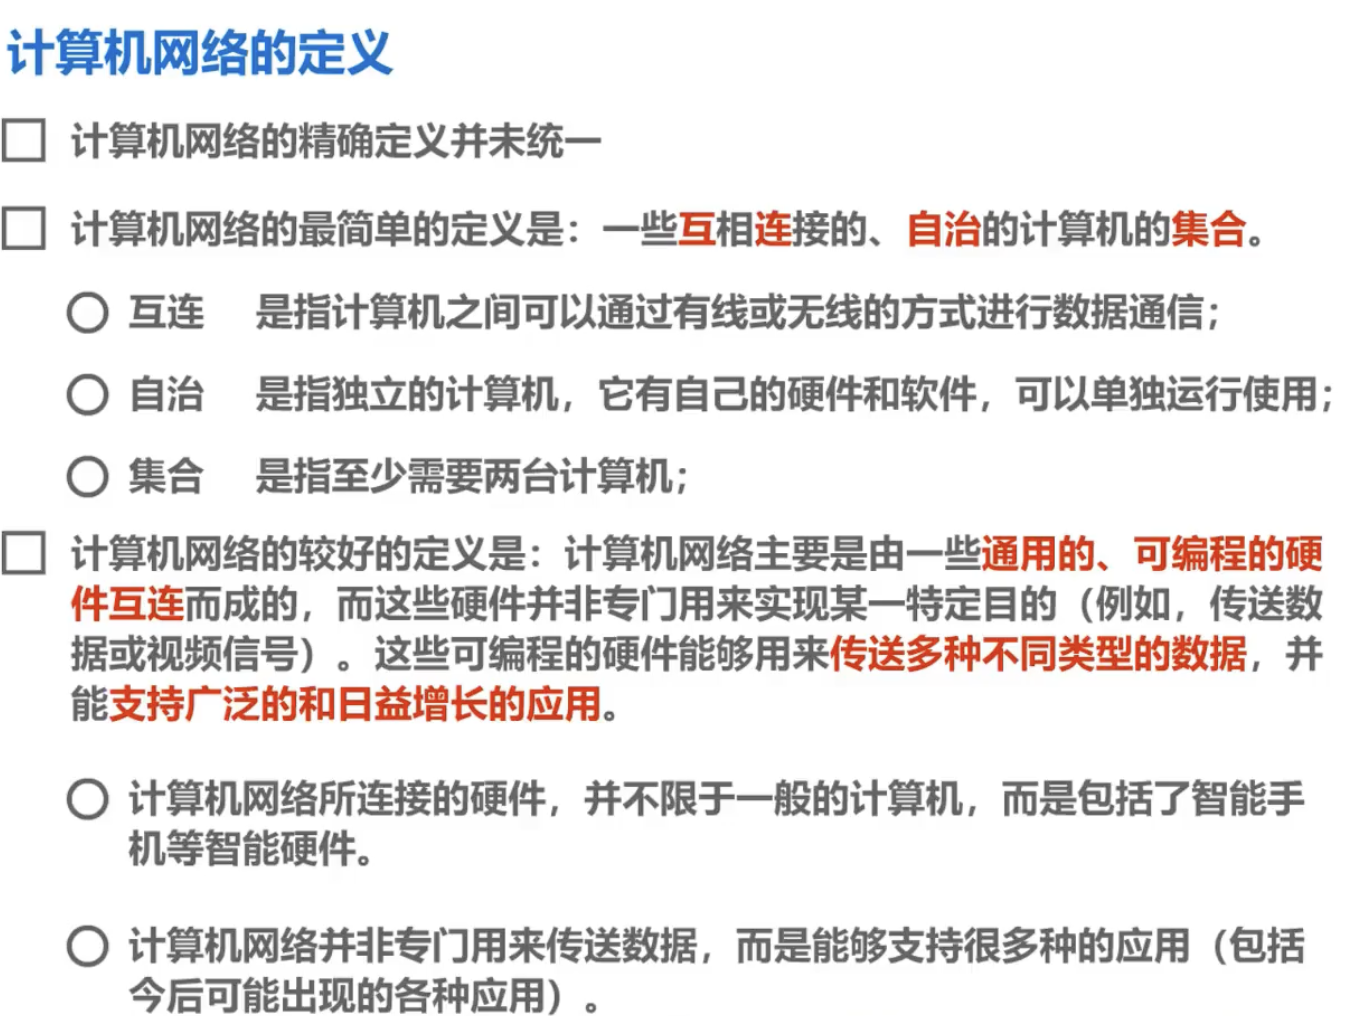 计算机网络的定义
计算机网络的精确定义并未统一
计算机网络的最简单的定义是：一些互相连接的、自治的计算机的集合。
互连 是指计算机之间可以通过有线或无线的方式进行数据通信；
自治 是指独立的计算机，它有自己的硬件和软件，可以单独运行使用；
集合 是指至少需要两台计算机；
计算机网络的较好的定义是：计算机网络主要是由一些通用的、可编程的硬
件互连而成的，而这些硬件并非专门用来实现某一特定目的（例如，传送数
据或视频信号）。这些可编程的硬件能够用来传送多种不同类型的数据，并
能支持广泛的和日益增长的应用。
计算机网络所连接的硬件，并不限于一般的计算机，而是包括了智能手
机等智能硬件。
计算机网络并非专门用来传送数据，而是能够支持很多种的应用（包括
今后可能出现的各种应用）。